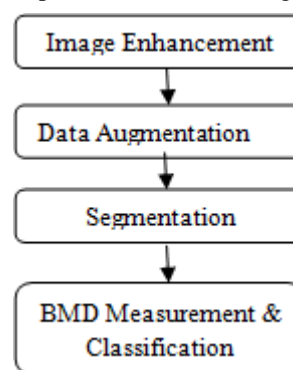 Image Enhancement
Data Augmentation
Segmentation
BMD Measurement &
Classification